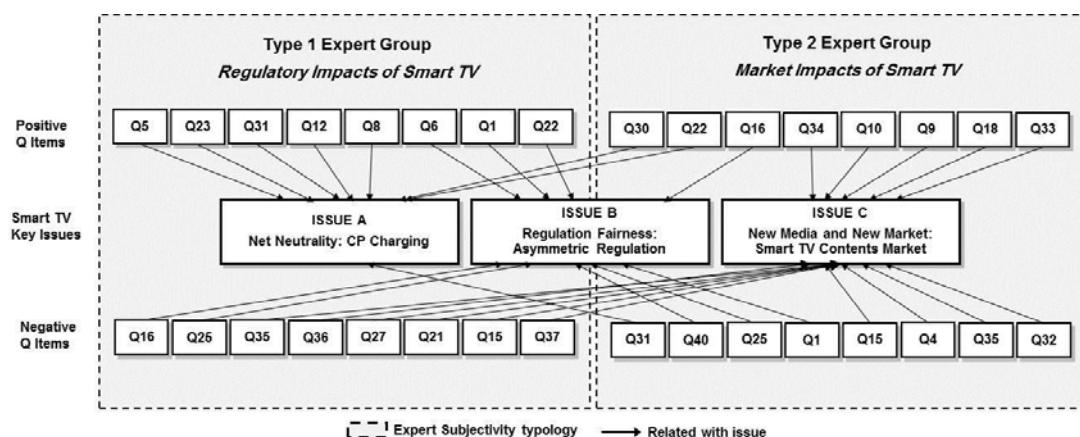 Type 1 Expert Group
Regulatory Impacts of Smart TV
Type 2 Expert Group
Market Impacts of Smart TV
Positive
Q Items
Q5 Q23 Q31 Q12 Q8 Q6 Q1 Q22
Q30 Q22 Q16 Q34 Q10 Q9 Q18 Q33
Smart TV
Key Issues
ISSUE A
Net Neutrality: CP Charging
ISSUE B
Regulation Fairness:
Asymmetric Regulation
ISSUE C
New Media and New Market:
Smart TV Contents Market
Negative
Q Items
Q16 Q26 Q35 Q36 Q27 Q21 Q15 Q37
Q31 Q40 Q25 Q1 Q15 Q4 Q35 Q32
Expert Subjectivity typology
Related with issue